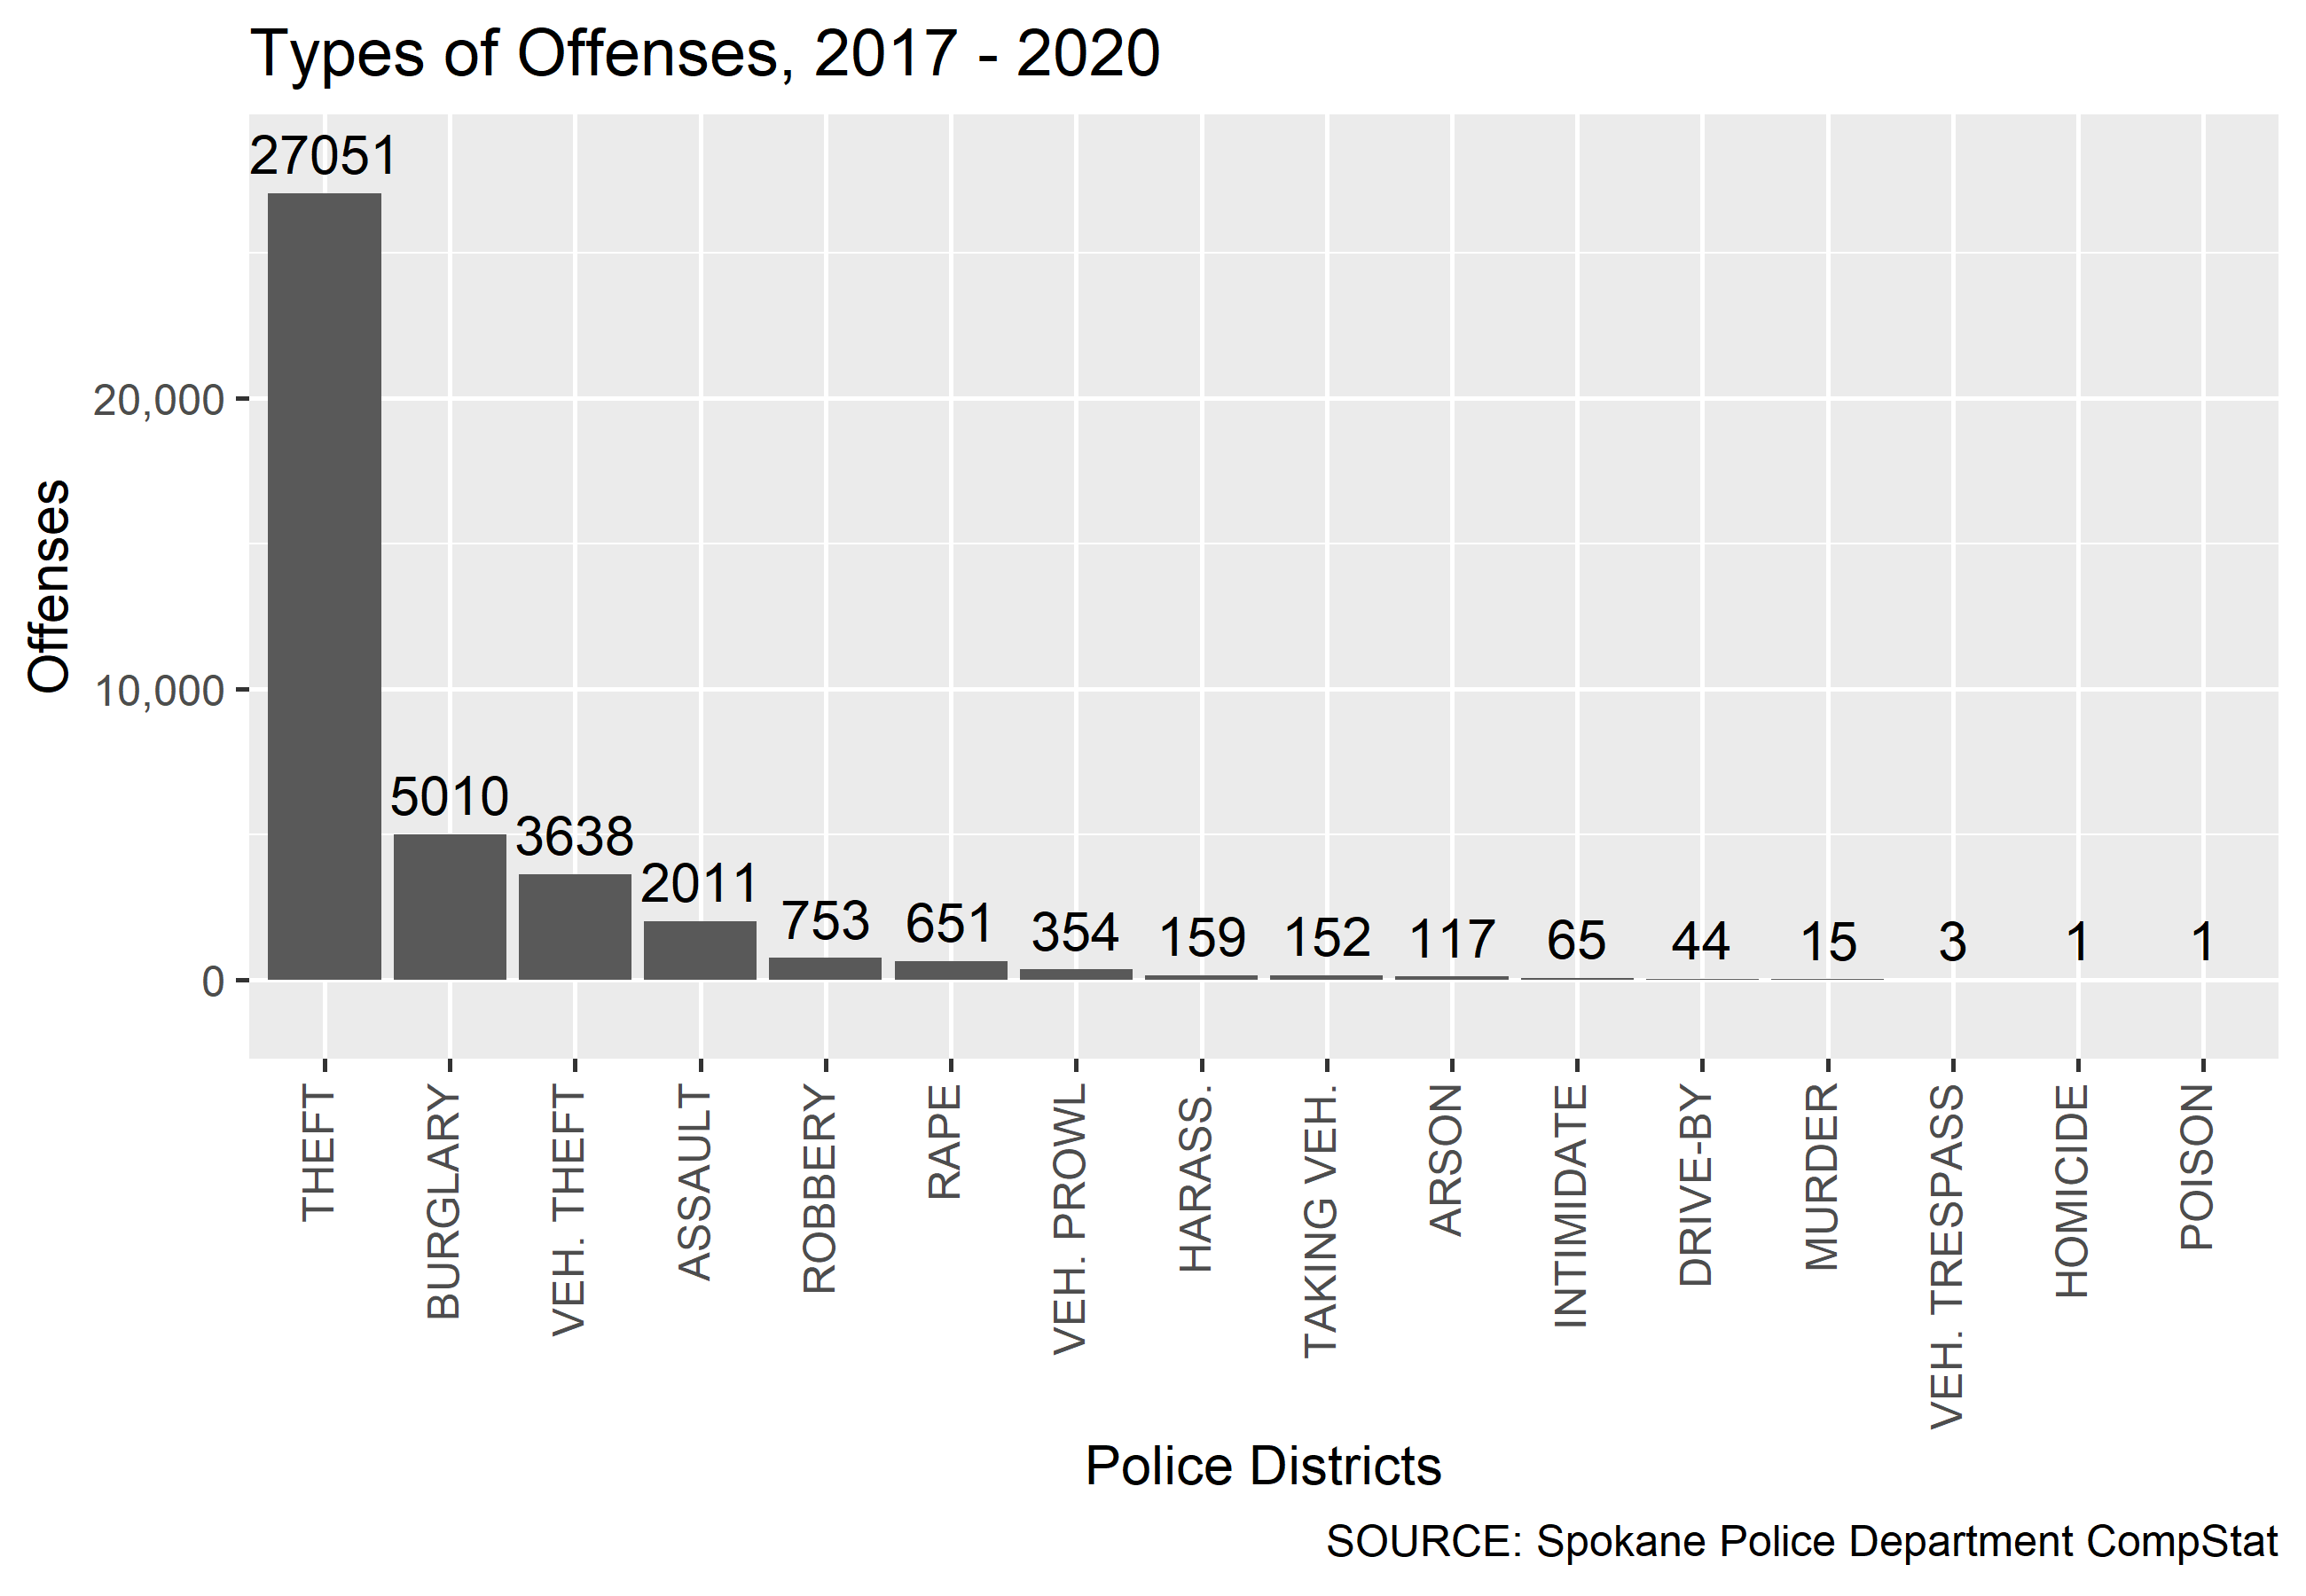 Types of Offenses, 2017 - 2020
27051
5010
3638
2011
753
651
354
159
152
117
65
44
15
3
1
1
20,000
10,000
0
Offenses
THEFT
BURGLARY
VEH. THEFT
ASSAULT
ROBBERY
RAPE
VEH. PROWL
HARASS.
TAKING VEH.
ARSON
INTIMIDATE
DRIVE-BY
MURDER
VEH. TRESPASS
HOMICIDE
POISON
Police Districts
SOURCE: Spokane Police Department CompStat